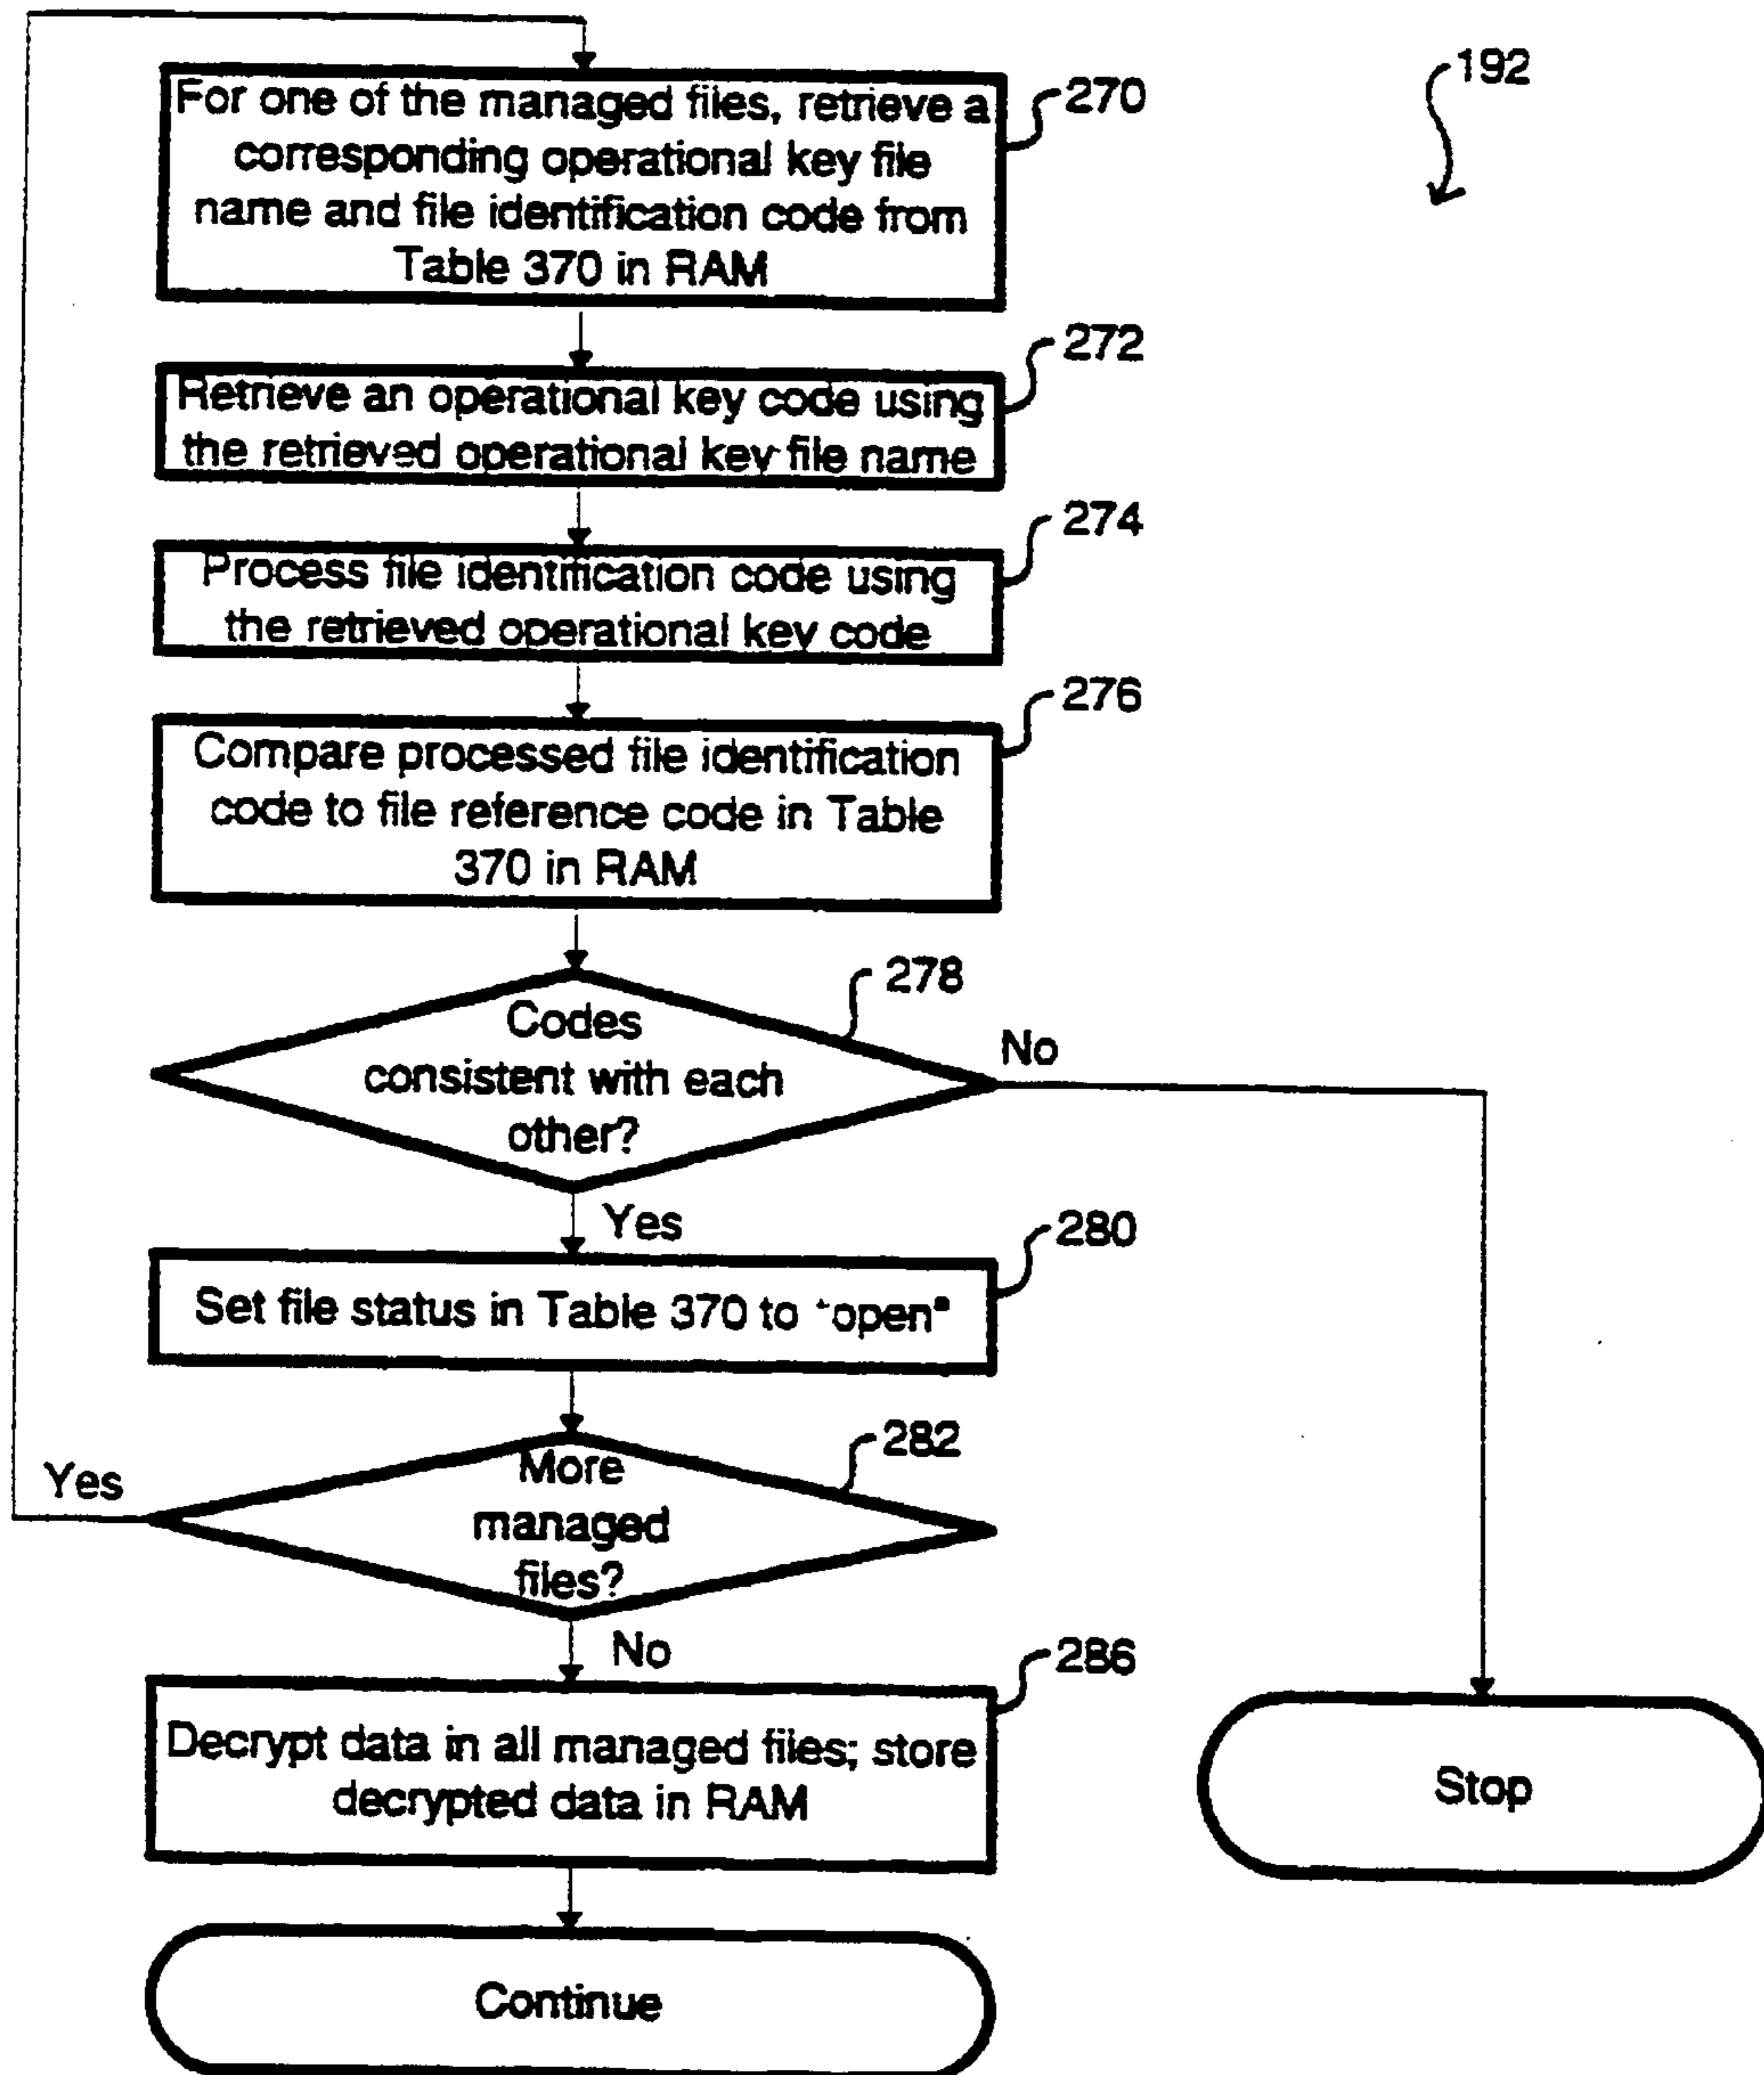 192
For one of the managed files, retrieve a
corresponding operational key file
name and file identification code from
Table 370 in RAM
270
Retrieve an operational key code using
the retrieved operational key file name
272
Process file identification code using
the retrieved operational key code
274
Compare processed file identification
code to file reference code in Table
370 in RAM
276
Codes
consistent with each
other?
278
No
Yes
Set file status in Table 370 to "open"
280
More
managed
files?
282
Yes
No
Decrypt data in all managed files; store
decrypted data in RAM
286
Stop
Continue